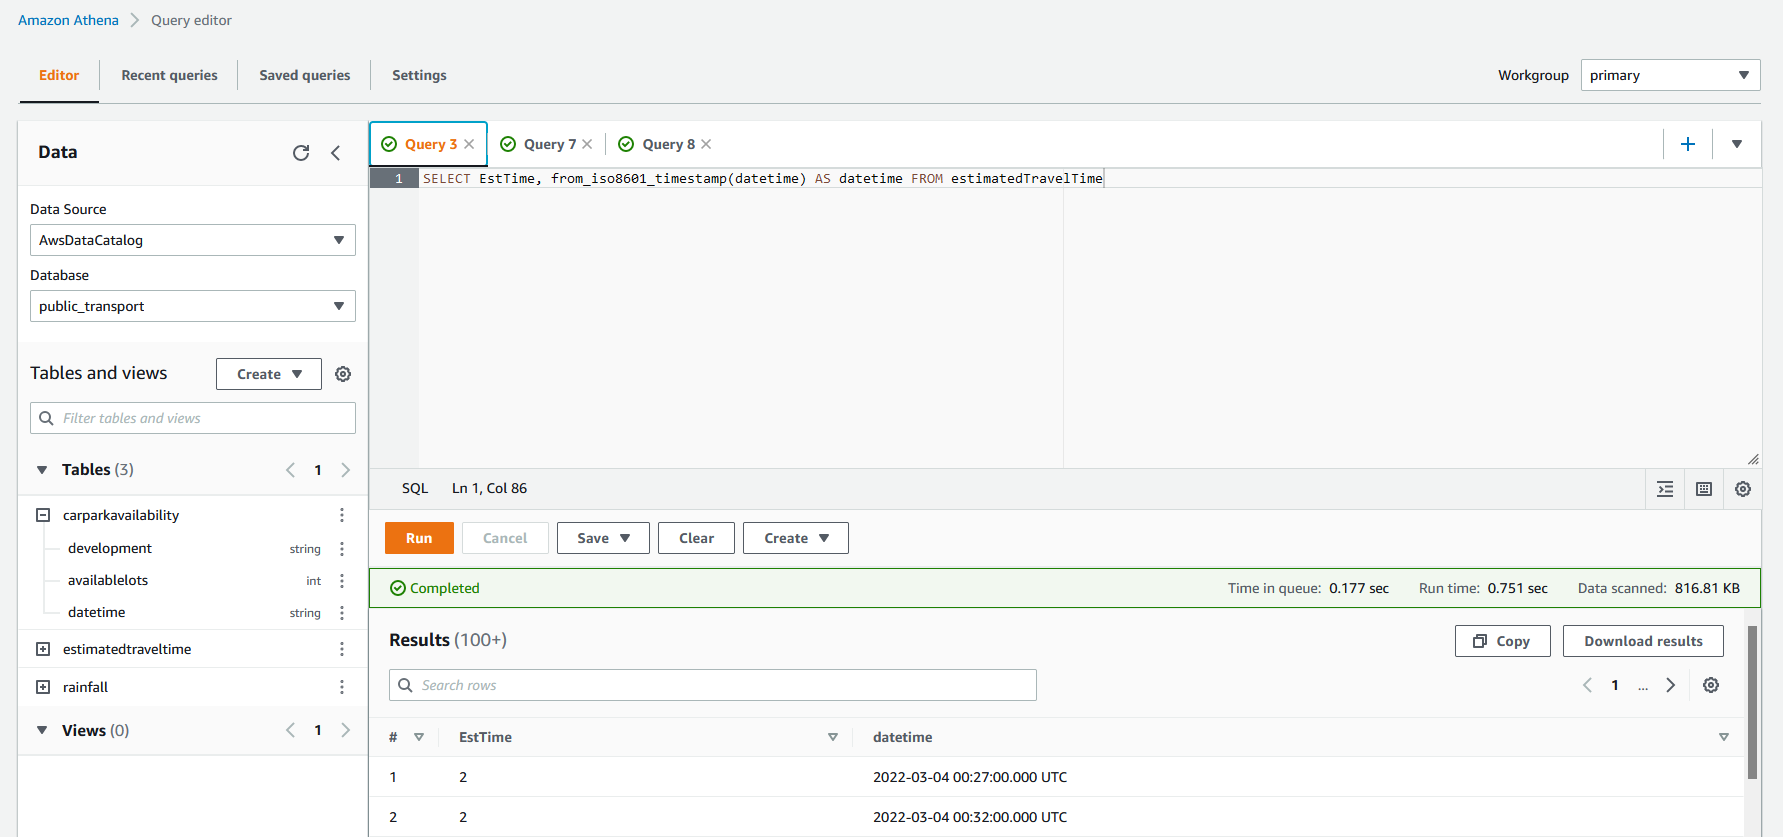 Amazon Athena > Query editor
Editor Recent queries Saved queries Settings
Workgroup primary
Data
Data Source
AwsDataCatalog
Database
public_transport
Tables and views Create
Filter tables and views
Tables (3) 1
carparkavailability
development string
availablelots int
datetime string
estimatedtraveltime
rainfall
Views (0) 1
Query 3 Query 7 Query 8
1 SELECT EstTime, from_iso8601_timestamp(datetime) AS datetime FROM estimatedTravelTime
SQL Ln 1, Col 86
Run Cancel Save Clear Create
Completed Time in queue: 0.177 sec Run time: 0.751 sec Data scanned: 816.81 KB
Results (100+) Copy Download results
Search rows
1 ...
# EstTime datetime
1 2 2022-03-04 00:27:00.000 UTC
2 2 2022-03-04 00:32:00.000 UTC